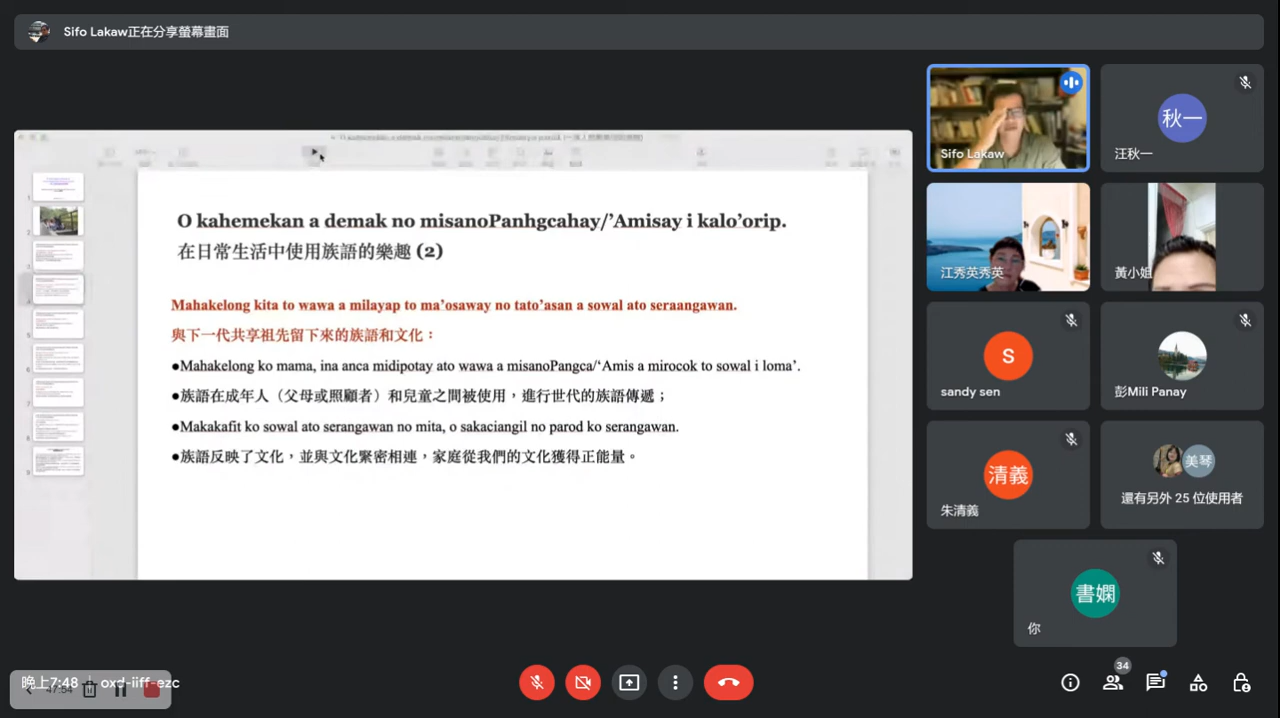 Sifo Lakaw正在分享螢幕畫面
O kahemekan a demak no misanoPanhgcahay/’Amisay i kalo’orip.
在日常生活中使用族語的樂趣 (2)
Mahakelong kita to wawa a milayap to ma’osaway no tato’asan a sowal ato seraangawan.
與下一代共享祖先留下來的族語和文化：
●Mahakelong ko mama, ina anca midipotay ato wawa a misanoPangca/‘Amis a mirocok to sowal i loma’.
●族語在成年人（父母或照顧者）和兒童之間被使用，進行世代的族語傳遞；
●Makakafit ko sowal ato serangawan no mita, o sakaciangil no parod ko serangawan.
●族語反映了文化，並與文化緊密相連，家庭從我們的文化獲得正能量。
Sifo Lakaw
秋一
汪秋一
江秀英秀英
黃小姐
S
sandy sen
彭Mili Panay
清義
朱清義
美琴
還有另外 25 位使用者
書嫻
你
晚上7:48
oxd-iiff-ezc
47:54
34